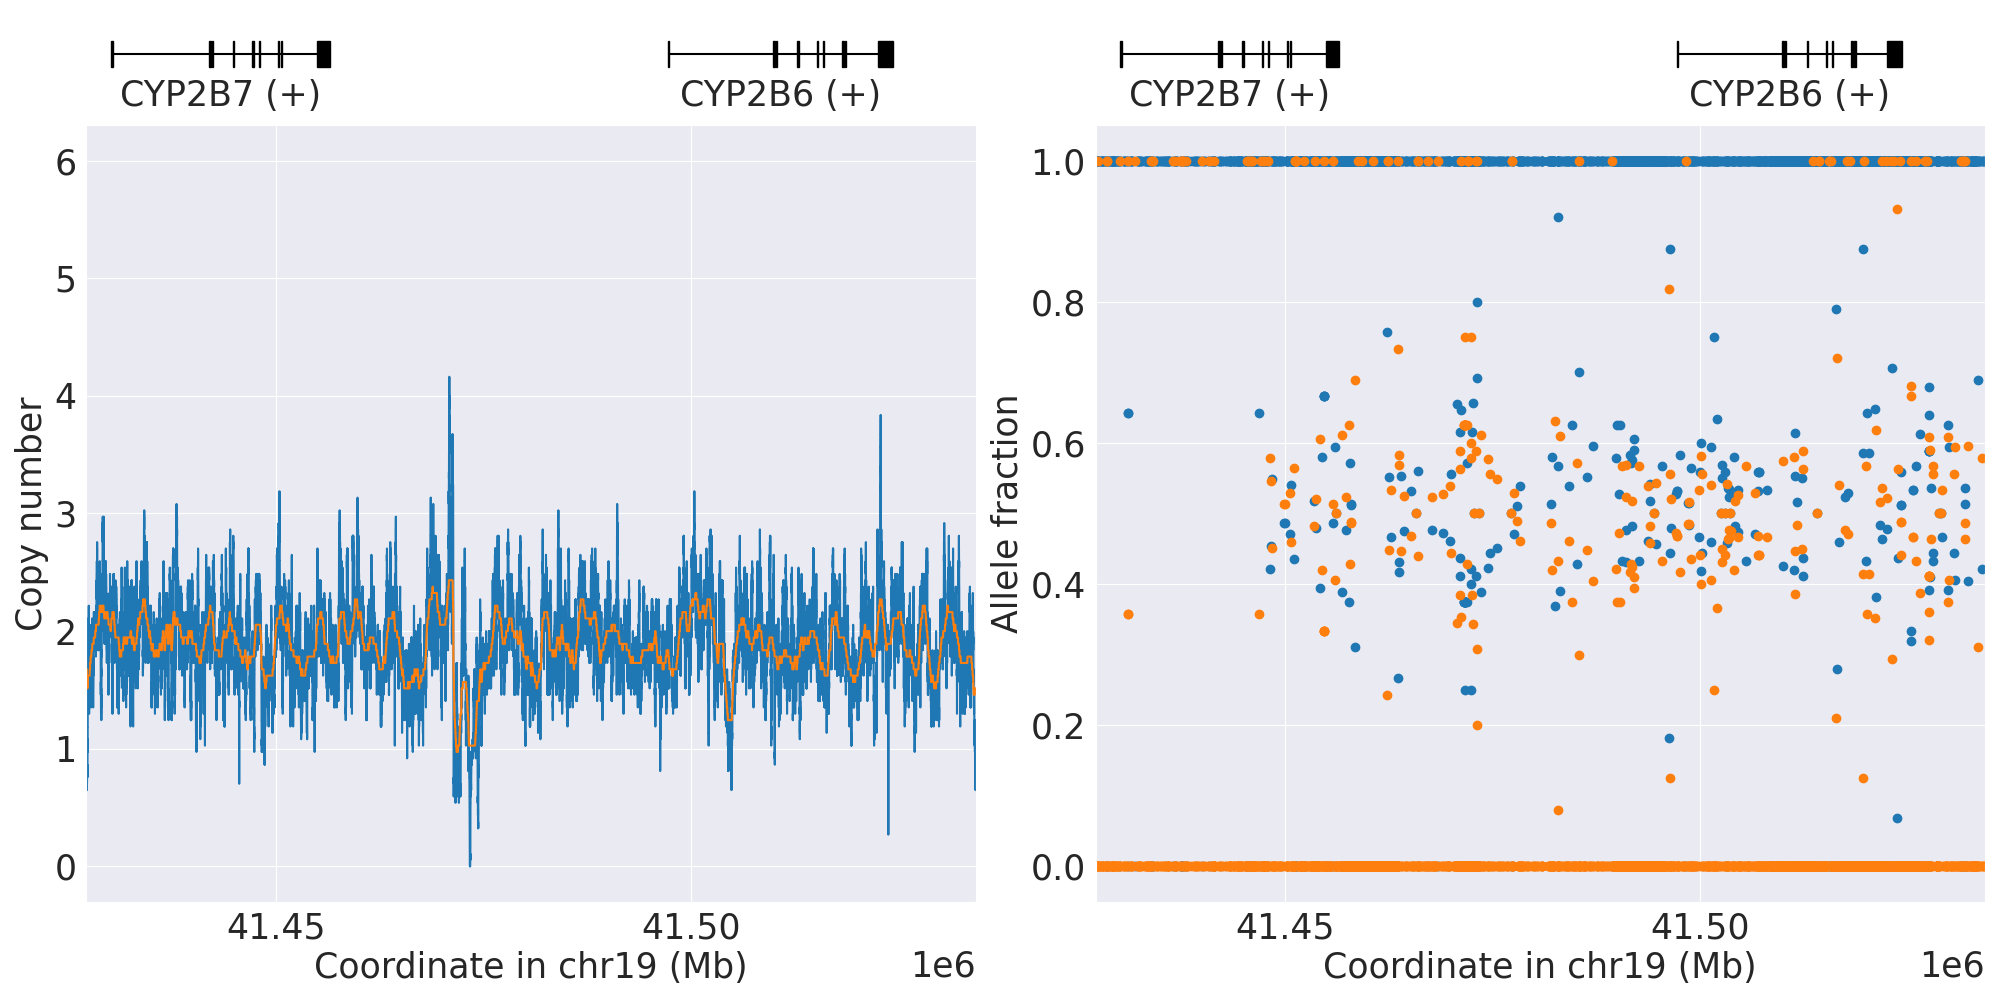 CYP2B7 (+)
CYP2B6 (+)
6
5
4
3
2
1
0
Copy number
41.45
41.50
Coordinate in chr19 (Mb)
1e6
CYP2B7 (+)
CYP2B6 (+)
1.0
0.8
0.6
0.4
0.2
0.0
Allele fraction
41.45
41.50
Coordinate in chr19 (Mb)
1e6